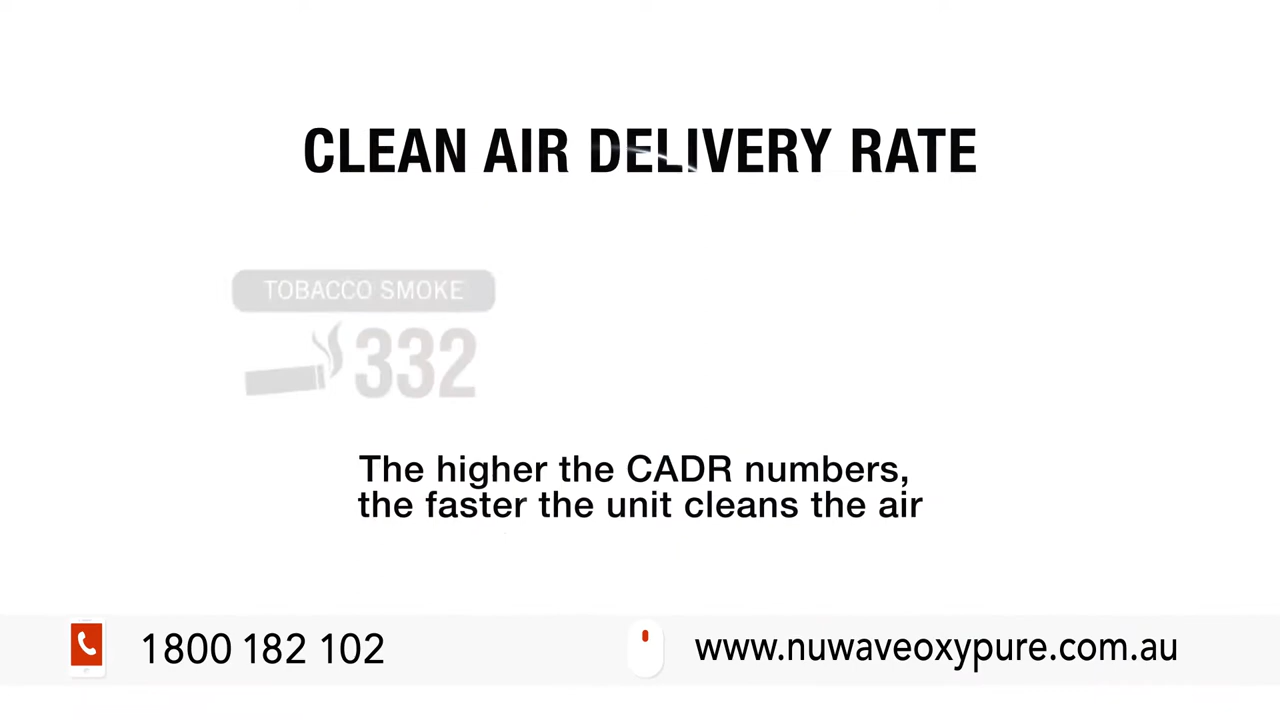 CLEAN AIR DELIVERY RATE
TOBACCO SMOKE
332
The higher the CADR numbers,
the faster the unit cleans the air
1800 182 102
www.nuwaveoxypure.com.au